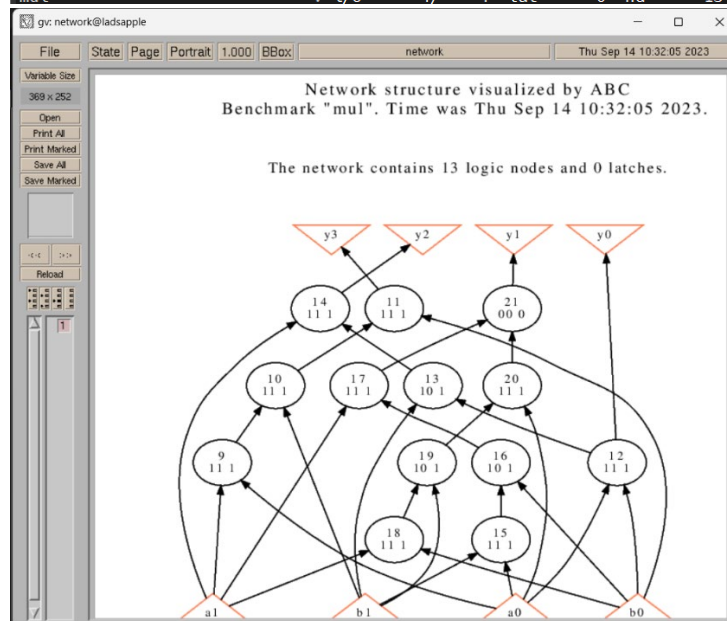 gv: network@ladsapple
File State Page Portrait 1.000 BBox network Thu Sep 14 10:32:05 2023
Variable Size
369 × 252
Open
Print All
Print Marked
Save All
Save Marked
Reload
1
Network structure visualized by ABC
Benchmark "mul". Time was Thu Sep 14 10:32:05 2023.
The network contains 13 logic nodes and 0 latches.
y3 y2 y1 y0
14 11 21
11 1 11 1 00 0
10 17 13 20
11 1 11 1 10 1 11 1
9 19 16 12
11 1 10 1 10 1 11 1
18 15
11 1 11 1
a1 b1 a0 b0